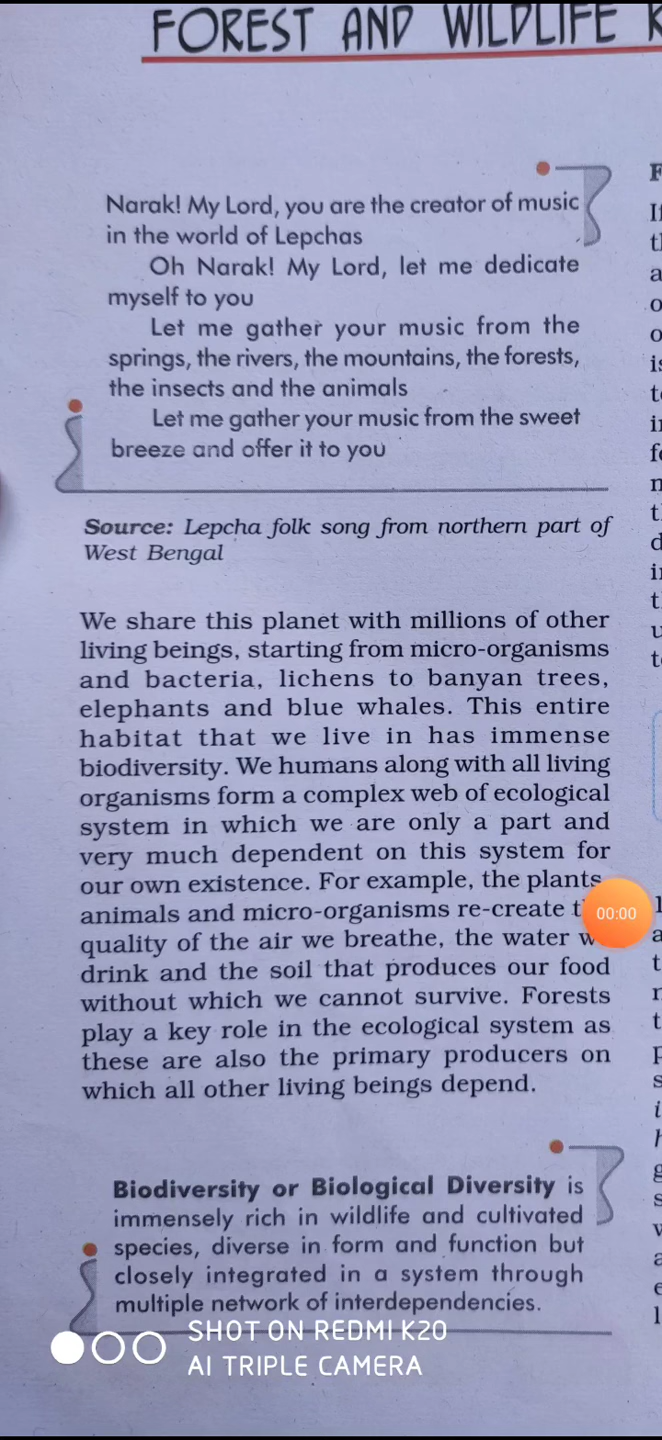 FOREST AND WILDLIFE
Narak! My Lord, you are the creator of music
in the world of Lepchas
Oh Narak! My Lord, let me dedicate
myself to you
Let me gather your music from the
springs, the rivers, the mountains, the forests,
the insects and the animals
Let me gather your music from the sweet
breeze and offer it to you
Source: Lepcha folk song from northern part of
West Bengal
We share this planet with millions of other
living beings, starting from micro-organisms
and bacteria, lichens to banyan trees,
elephants and blue whales. This entire
habitat that we live in has immense
biodiversity. We humans along with all living
organisms form a complex web of ecological
system in which we are only a part and
very much dependent on this system for
our own existence. For example, the plants
animals and micro-organisms re-create
quality of the air we breathe, the water
drink and the soil that produces our food
without which we cannot survive. Forests
play a key role in the ecological system as
these are also the primary producers on
which all other living beings depend.
Biodiversity or Biological Diversity is
immensely rich in wildlife and cultivated
species, diverse in form and function but
closely integrated in a system through
multiple network of interdependencies.
00:00
SHOT ON REDMI K20
AI TRIPLE CAMERA